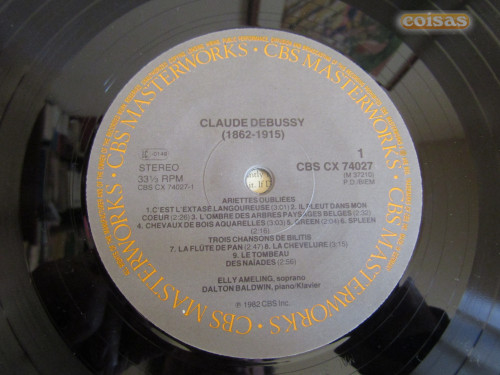 coisas
CBS MASTERWORKS · CBS MASTERWORKS · CBS MASTERWORKS · CBS MASTERWORKS
CLAUDE DEBUSSY
(1862-1915)
STEREO
33⅓ RPM
CBS CX 74027-1
1
CBS CX 74027
(M 37210)
P.D./BIEM
ARIETTES OUBLIÉES
1. C'EST L'EXTASE LANGOUREUSE (3:01) 2. IL PLEUT DANS MON
COEUR (2:26) 3. L'OMBRE DES ARBRES PAYSAGES BELGES (2:32)
4. CHEVAUX DE BOIS AQUARELLES (3:03) 5. GREEN (2:04) 6. SPLEEN
(2:16)
TROIS CHANSONS DE BILITIS
7. LA FLÛTE DE PAN (2:47) 8. LA CHEVELURE (3:15)
9. LE TOMBEAU
DES NAÏADES (2:56)
ELLY AMELING, soprano
DALTON BALDWIN, piano/Klavier
℗ 1982 CBS Inc.